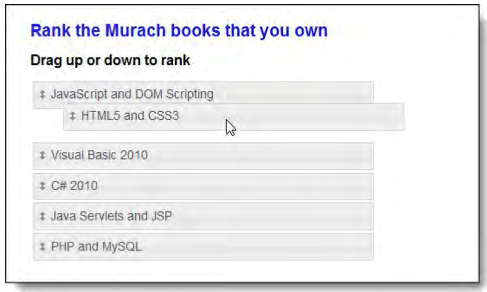 Rank the Murach books that you own
Drag up or down to rank
↕ JavaScript and DOM Scripting
↕ HTML5 and CSS3
↕ Visual Basic 2010
↕ C# 2010
↕ Java Servlets and JSP
↕ PHP and MySQL